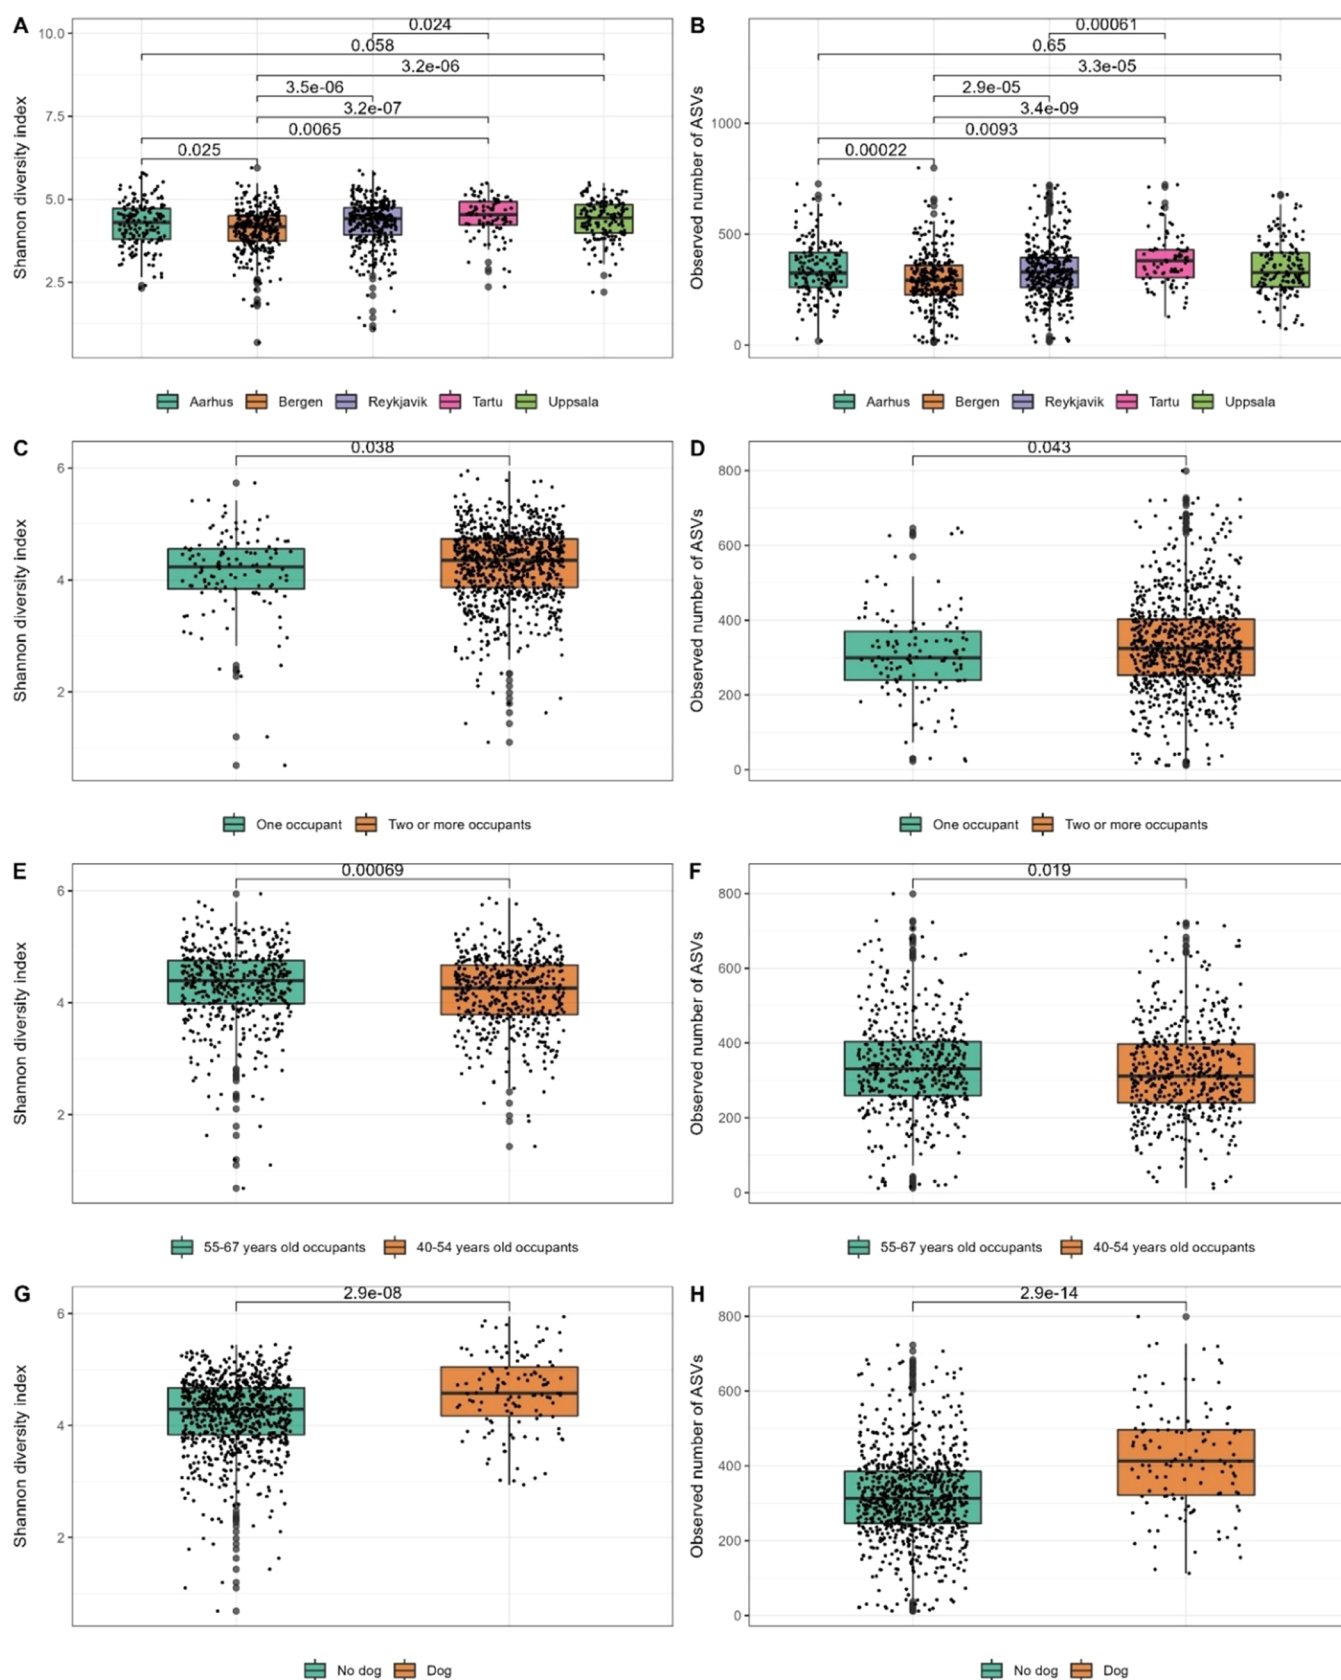 A
B
Shannon diversity index
10.0
7.5
5.0
2.5
0.024
0.058
3.2e-06
3.5e-06
3.2e-07
0.0065
0.025
Observed number of ASVs
1000
500
0
0.00061
0.65
3.3e-05
2.9e-05
3.4e-09
0.0093
0.00022
Aarhus Bergen Reykjavik Tartu Uppsala
Aarhus Bergen Reykjavik Tartu Uppsala
C
D
Shannon diversity index
6
4
2
0.038
Observed number of ASVs
800
600
400
200
0
0.043
One occupant Two or more occupants
One occupant Two or more occupants
E
F
Shannon diversity index
6
4
2
0.00069
Observed number of ASVs
800
600
400
200
0
0.019
55-67 years old occupants 40-54 years old occupants
55-67 years old occupants 40-54 years old occupants
G
H
Shannon diversity index
6
4
2
2.9e-08
Observed number of ASVs
800
600
400
200
0
2.9e-14
No dog Dog
No dog Dog